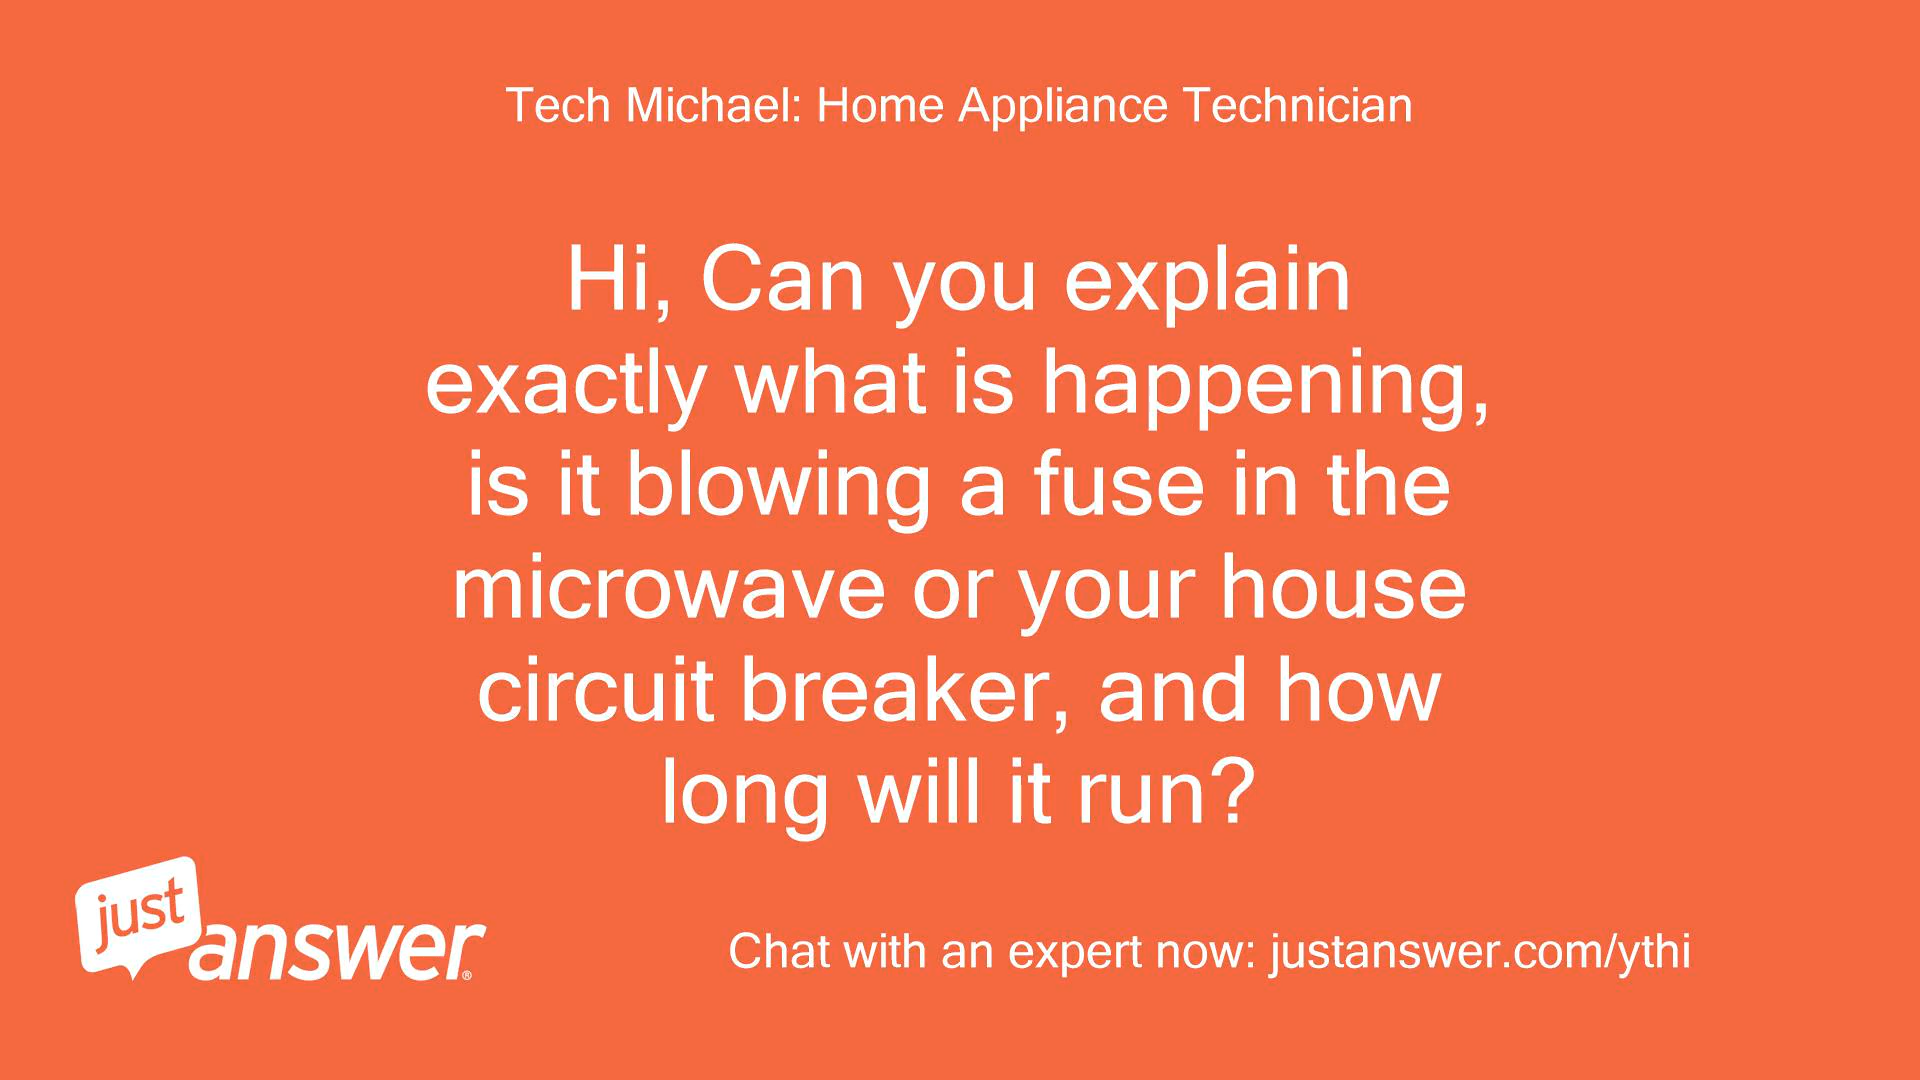 Tech Michael: Home Appliance Technician
Hi, Can you explain
exactly what is happening,
is it blowing a fuse in the
microwave or your house
circuit breaker, and how
long will it run?
just
answer®
Chat with an expert now: justanswer.com/ythi